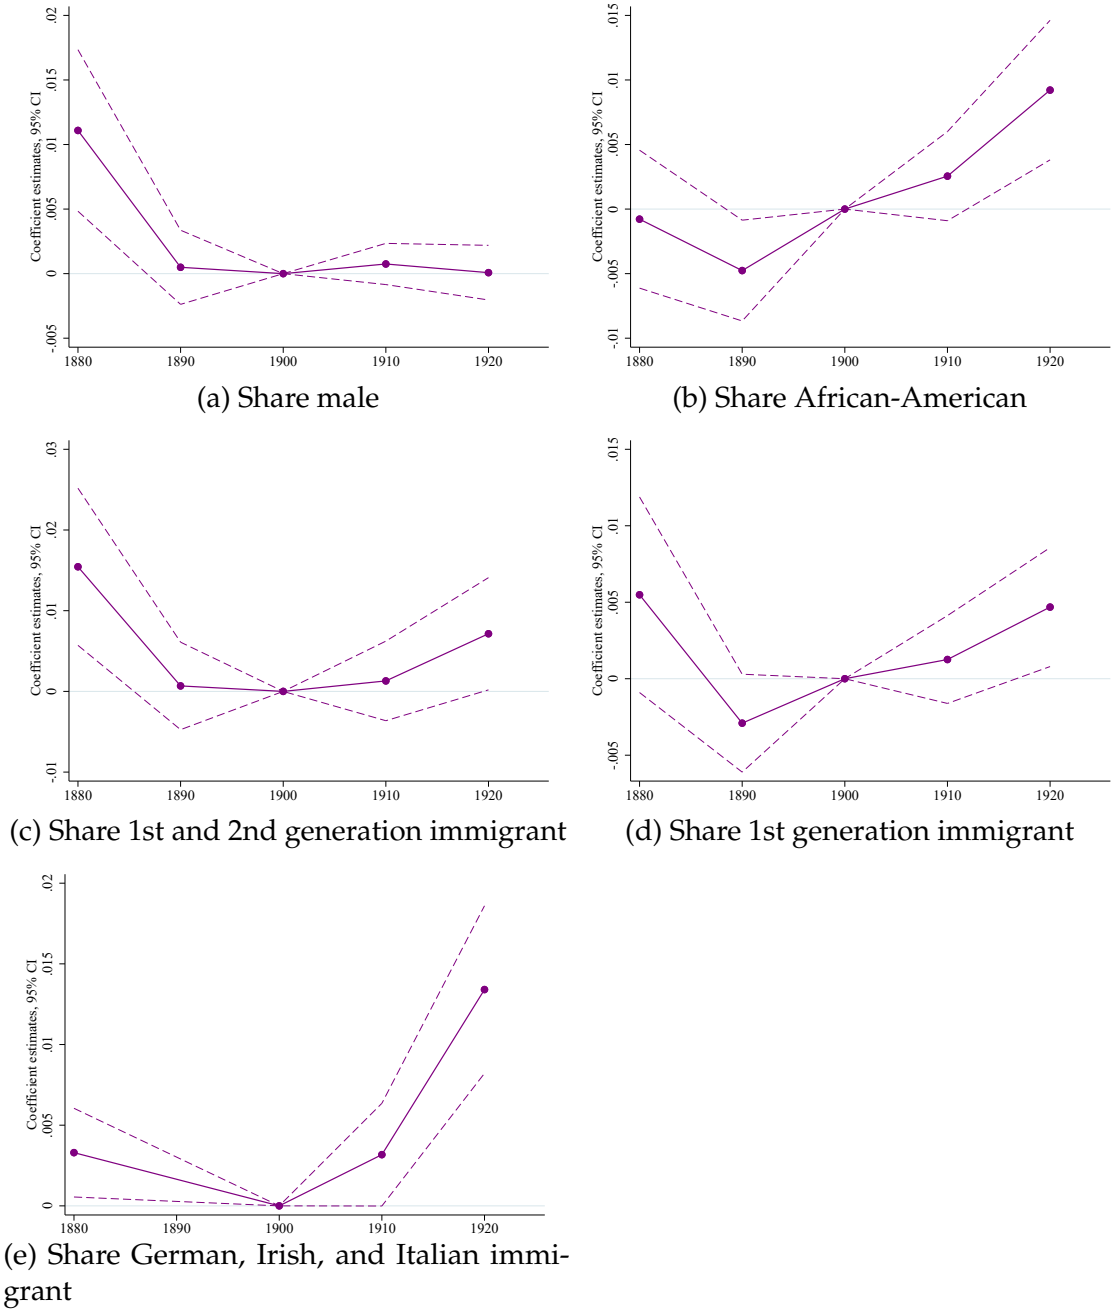 .02
.015
.01
.005
0
-.005
Coefficient estimates, 95% CI
1880 1890 1900 1910 1920
(a) Share male
.015
.01
.005
0
-.005
-.01
Coefficient estimates, 95% CI
1880 1890 1900 1910 1920
(b) Share African-American
.03
.02
.01
0
-.01
Coefficient estimates, 95% CI
1880 1890 1900 1910 1920
(c) Share 1st and 2nd generation immigrant
.015
.01
.005
0
-.005
Coefficient estimates, 95% CI
1880 1890 1900 1910 1920
(d) Share 1st generation immigrant
.02
.015
.01
.005
0
Coefficient estimates, 95% CI
1880 1890 1900 1910 1920
(e) Share German, Irish, and Italian immi-
grant